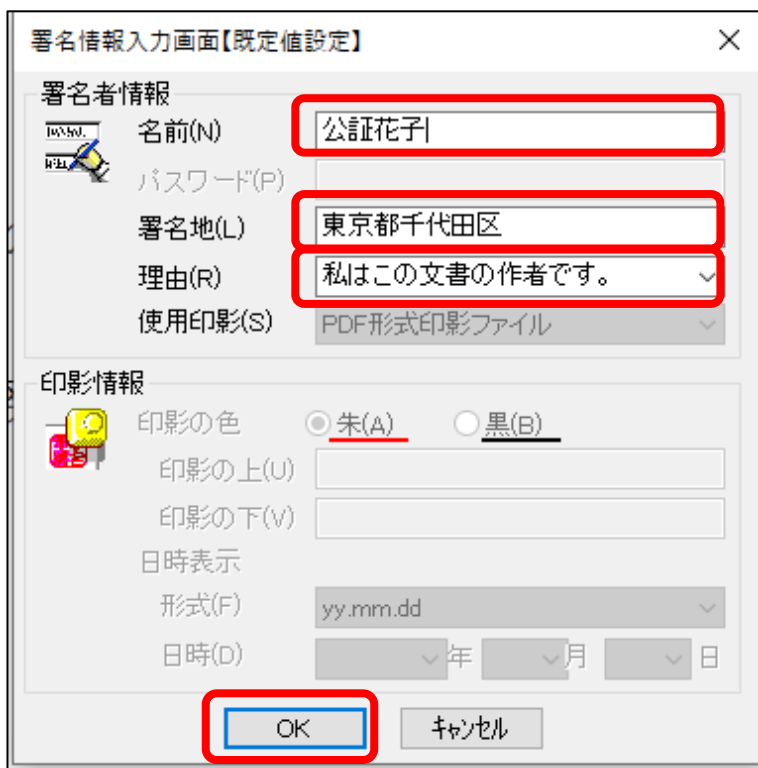 署名情報入力画面【既定値設定】
署名者情報
名前(N) 公証花子
パスワード(P)
署名地(L) 東京都千代田区
理由(R) 私はこの文書の作者です。
使用印影(S) PDF形式印影ファイル
印影情報
印影の色 朱(A) 黒(B)
印影の上(U)
印影の下(V)
日時表示
形式(F) yy.mm.dd
日時(D) 年 月 日
OK キャンセル